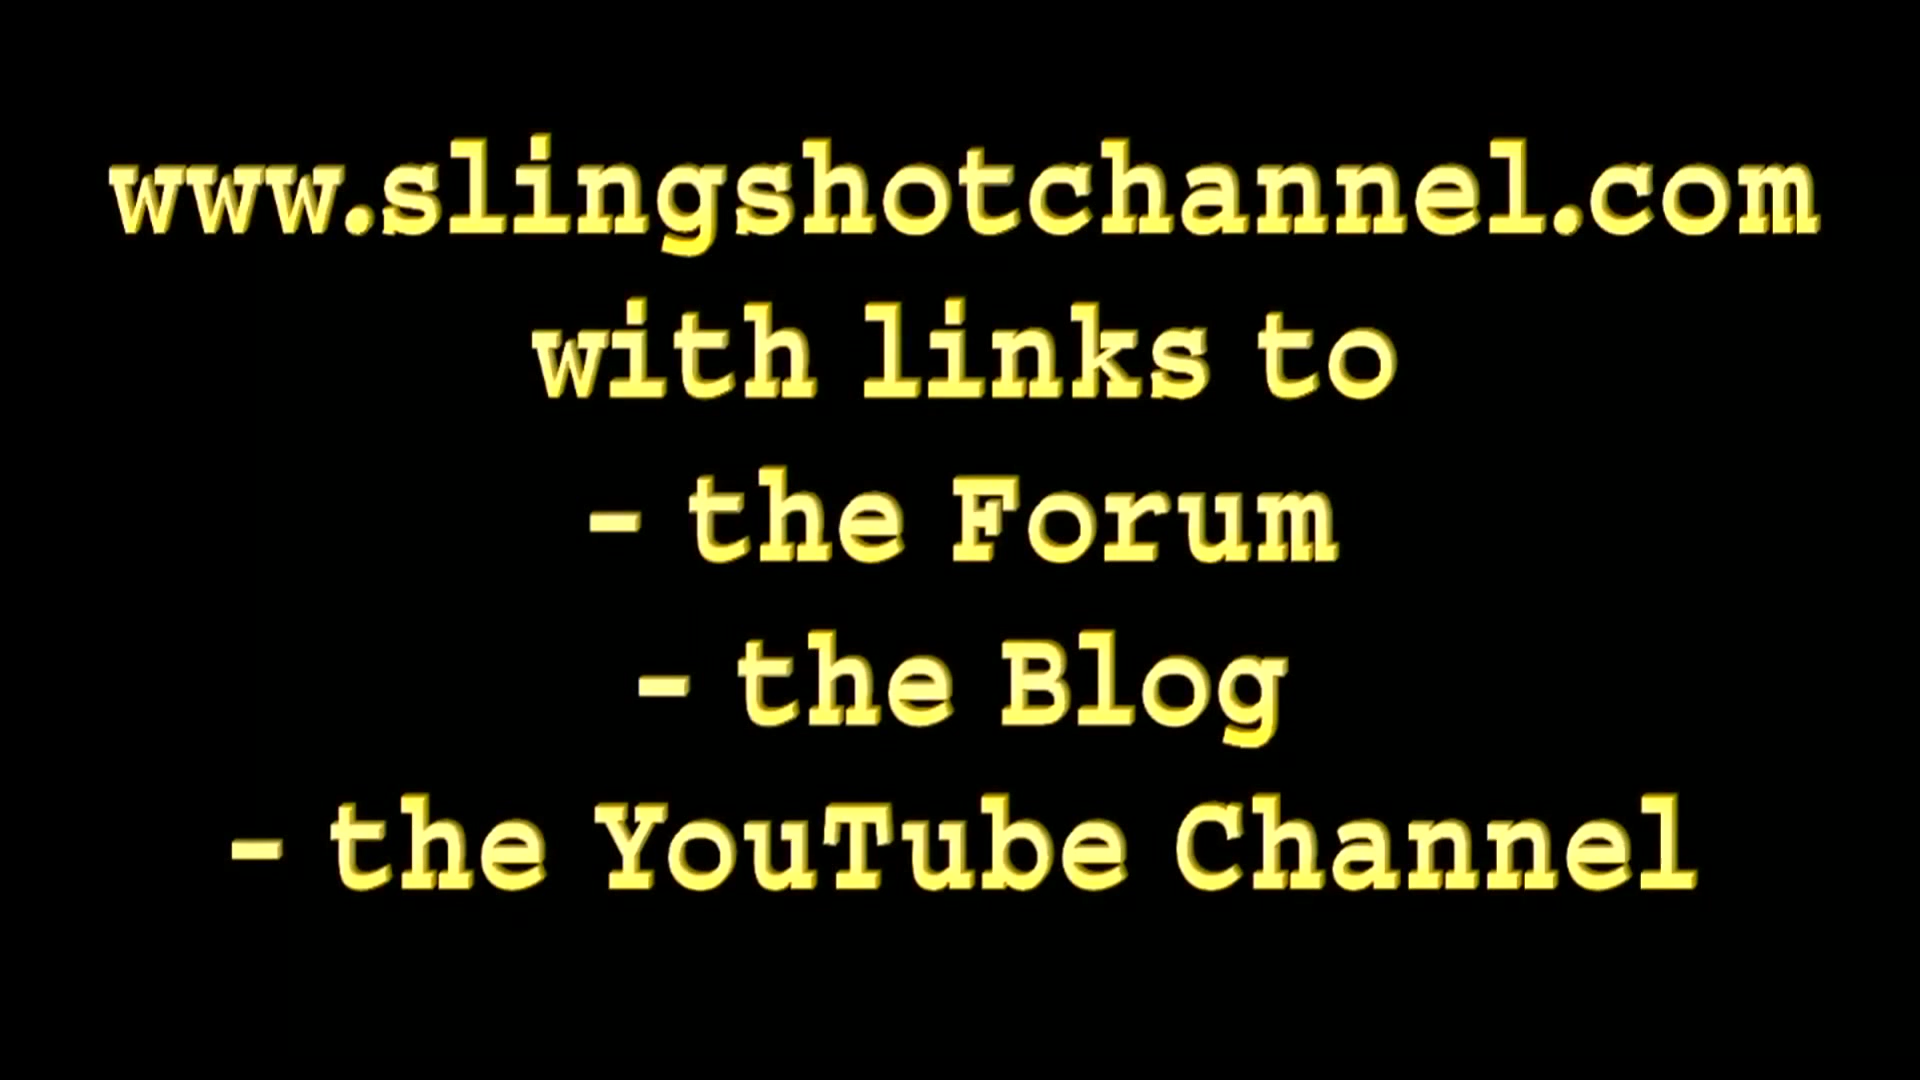 www.slingshotchannel.com
with links to
- the Forum
- the Blog
- the YouTube Channel